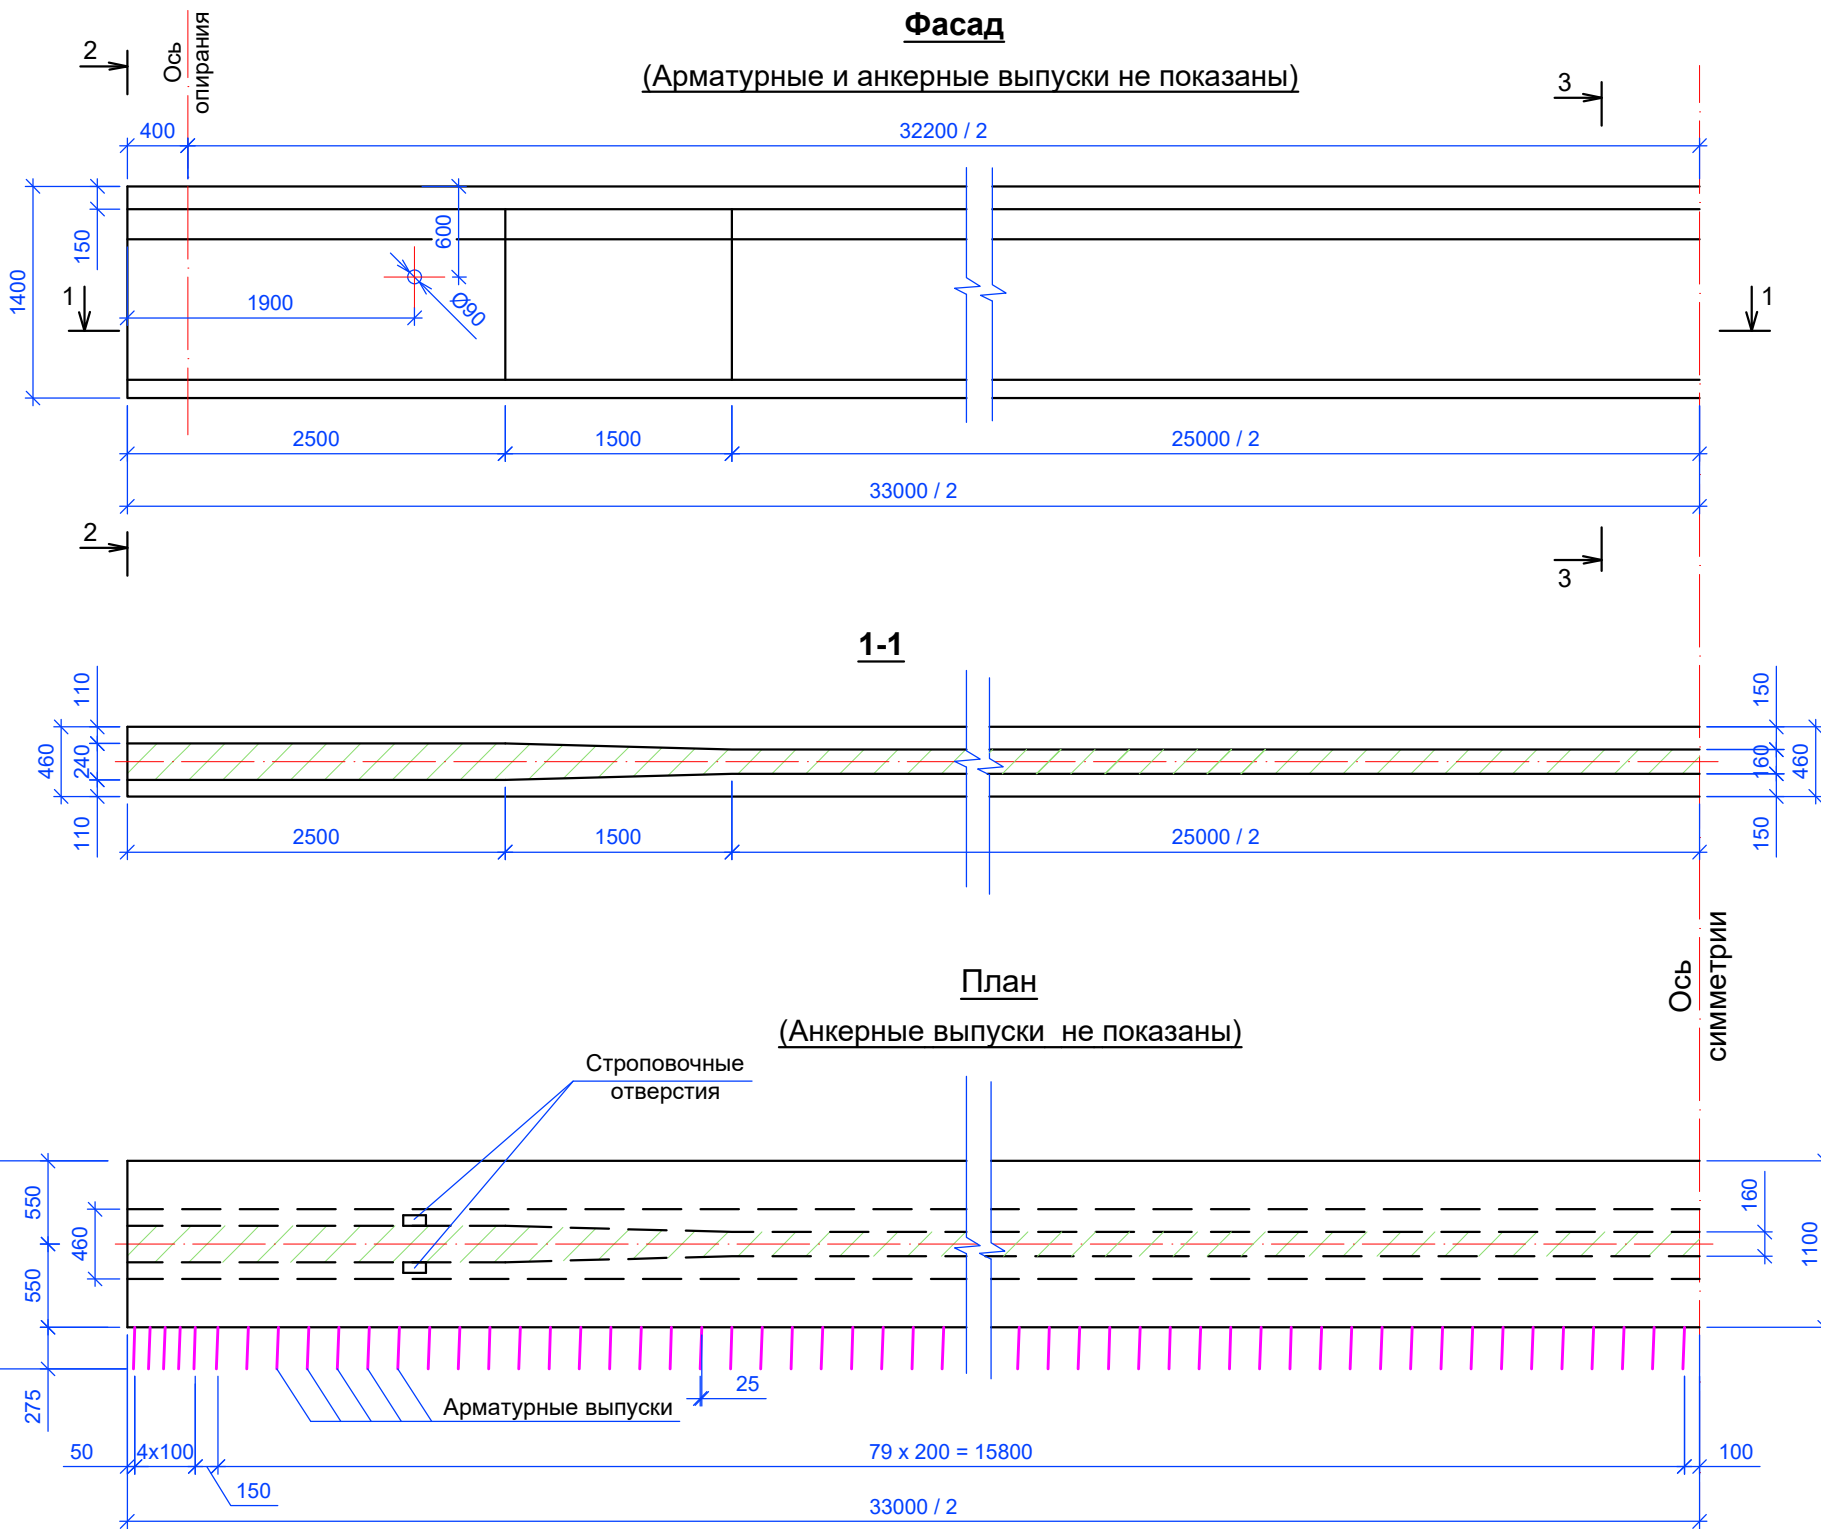 Фасад
(Арматурные и анкерные выпуски не показаны)
2
Ось
опирания
3
400
32200 / 2
150
1400
600
1
1900
Ø90
1
2500
1500
25000 / 2
33000 / 2
2
3
1-1
110
460
240
110
150
160
460
150
2500
1500
25000 / 2
Ось
симметрии
План
(Анкерные выпуски не показаны)
Строповочные
отверстия
550
460
550
275
160
1100
25
Арматурные выпуски
50
4x100
79 x 200 = 15800
100
150
33000 / 2